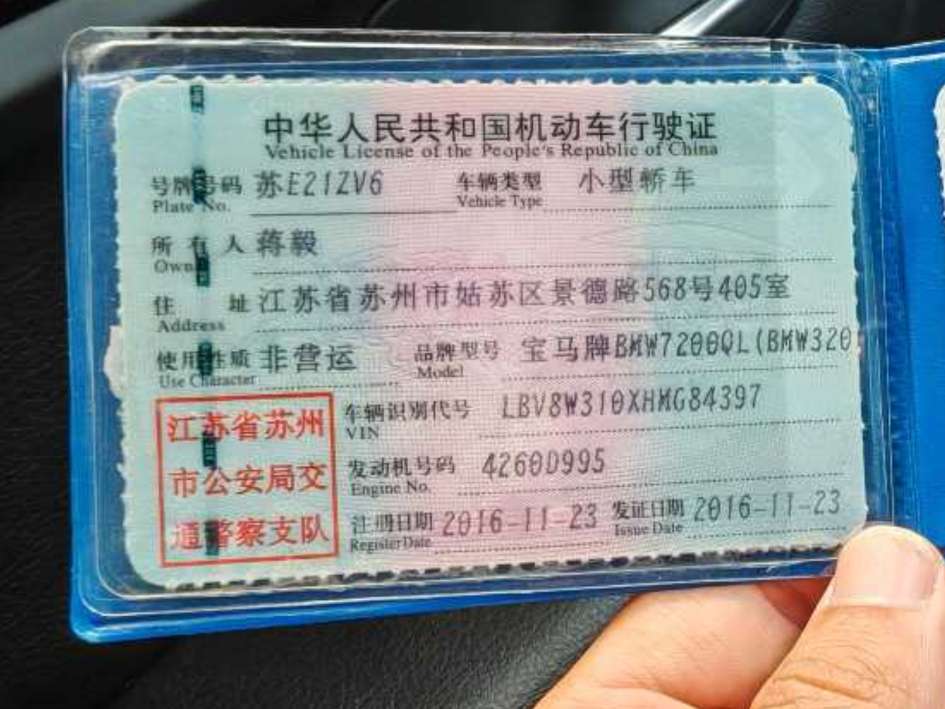 中华人民共和国机动车行驶证
Vehicle License of the People's Republic of China
号牌号码 苏E21ZV6 车辆类型 小型轿车
Plate No. Vehicle Type
所有人 蒋毅
Owner
住址 江苏省苏州市姑苏区景德路568号405室
Address
使用性质 非营运 品牌型号 宝马牌BMW7200QL(BMW320
Use Character Model
江苏省苏州
市公安局交
通警察支队
车辆识别代号 LBV8W310XHMG84397
VIN
发动机号码 4260D995
Engine No.
注册日期 2016-11-23 发证日期 2016-11-23
Register Date Issue Date